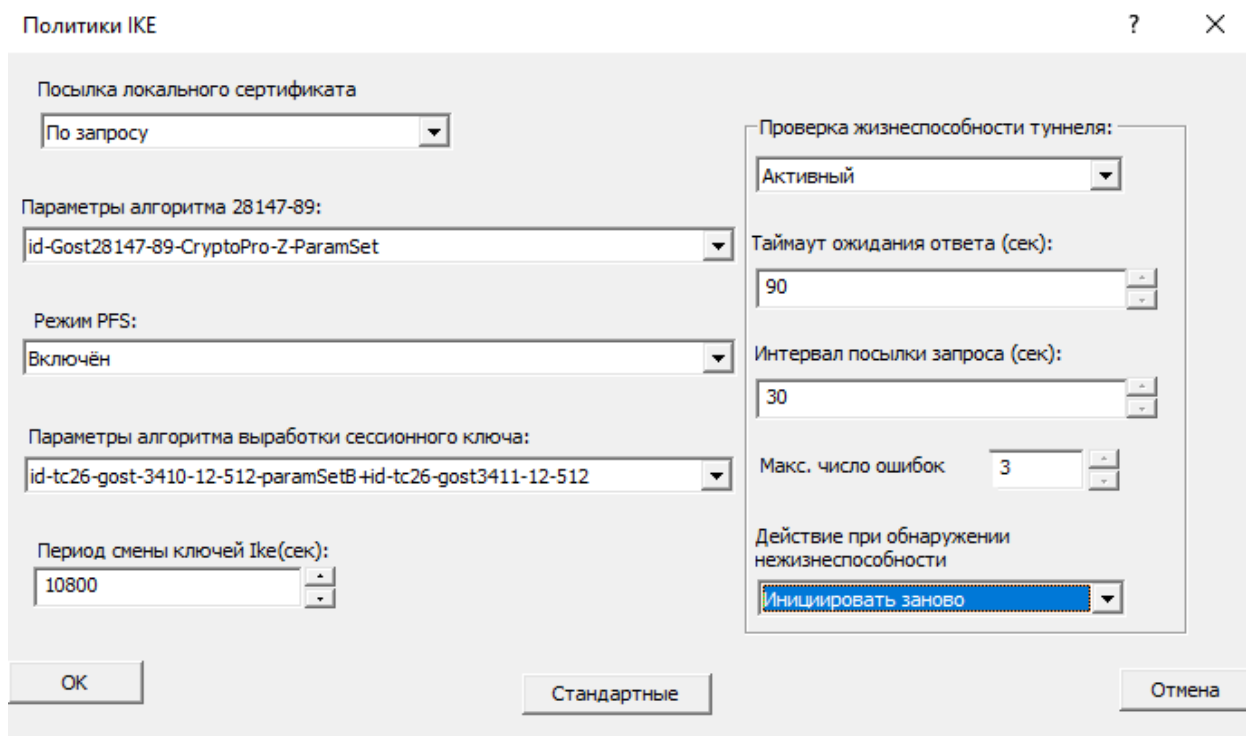 Политики IKE
?
Посылка локального сертификата
По запросу
Параметры алгоритма 28147-89:
id-Gost28147-89-CryptoPro-Z-ParamSet
Режим PFS:
Включён
Параметры алгоритма выработки сессионного ключа:
id-tc26-gost-3410-12-512-paramSetB+id-tc26-gost3411-12-512
Период смены ключей Ike(сек):
10800
Проверка жизнеспособности туннеля:
Активный
Таймаут ожидания ответа (сек):
90
Интервал посылки запроса (сек):
30
Макс. число ошибок
3
Действие при обнаружении
нежизнеспособности
Инициировать заново
ОК
Стандартные
Отмена